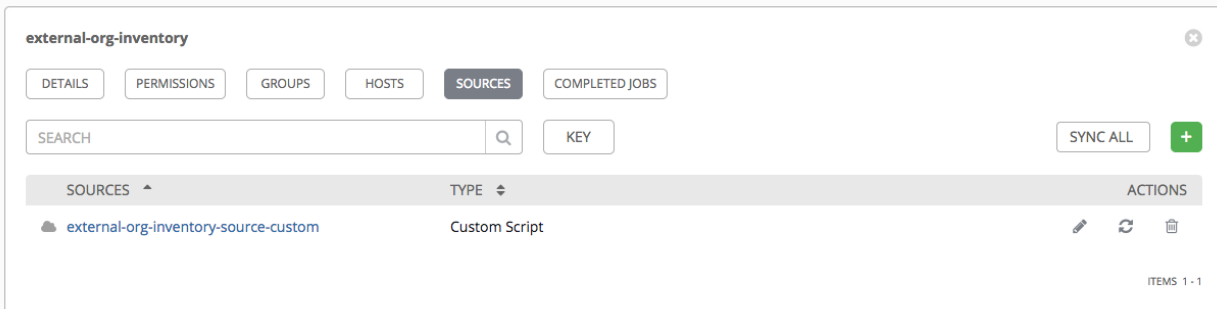 external-org-inventory
DETAILS PERMISSIONS GROUPS HOSTS SOURCES COMPLETED JOBS
SEARCH KEY SYNC ALL +
SOURCES TYPE ACTIONS
external-org-inventory-source-custom Custom Script
ITEMS 1 - 1